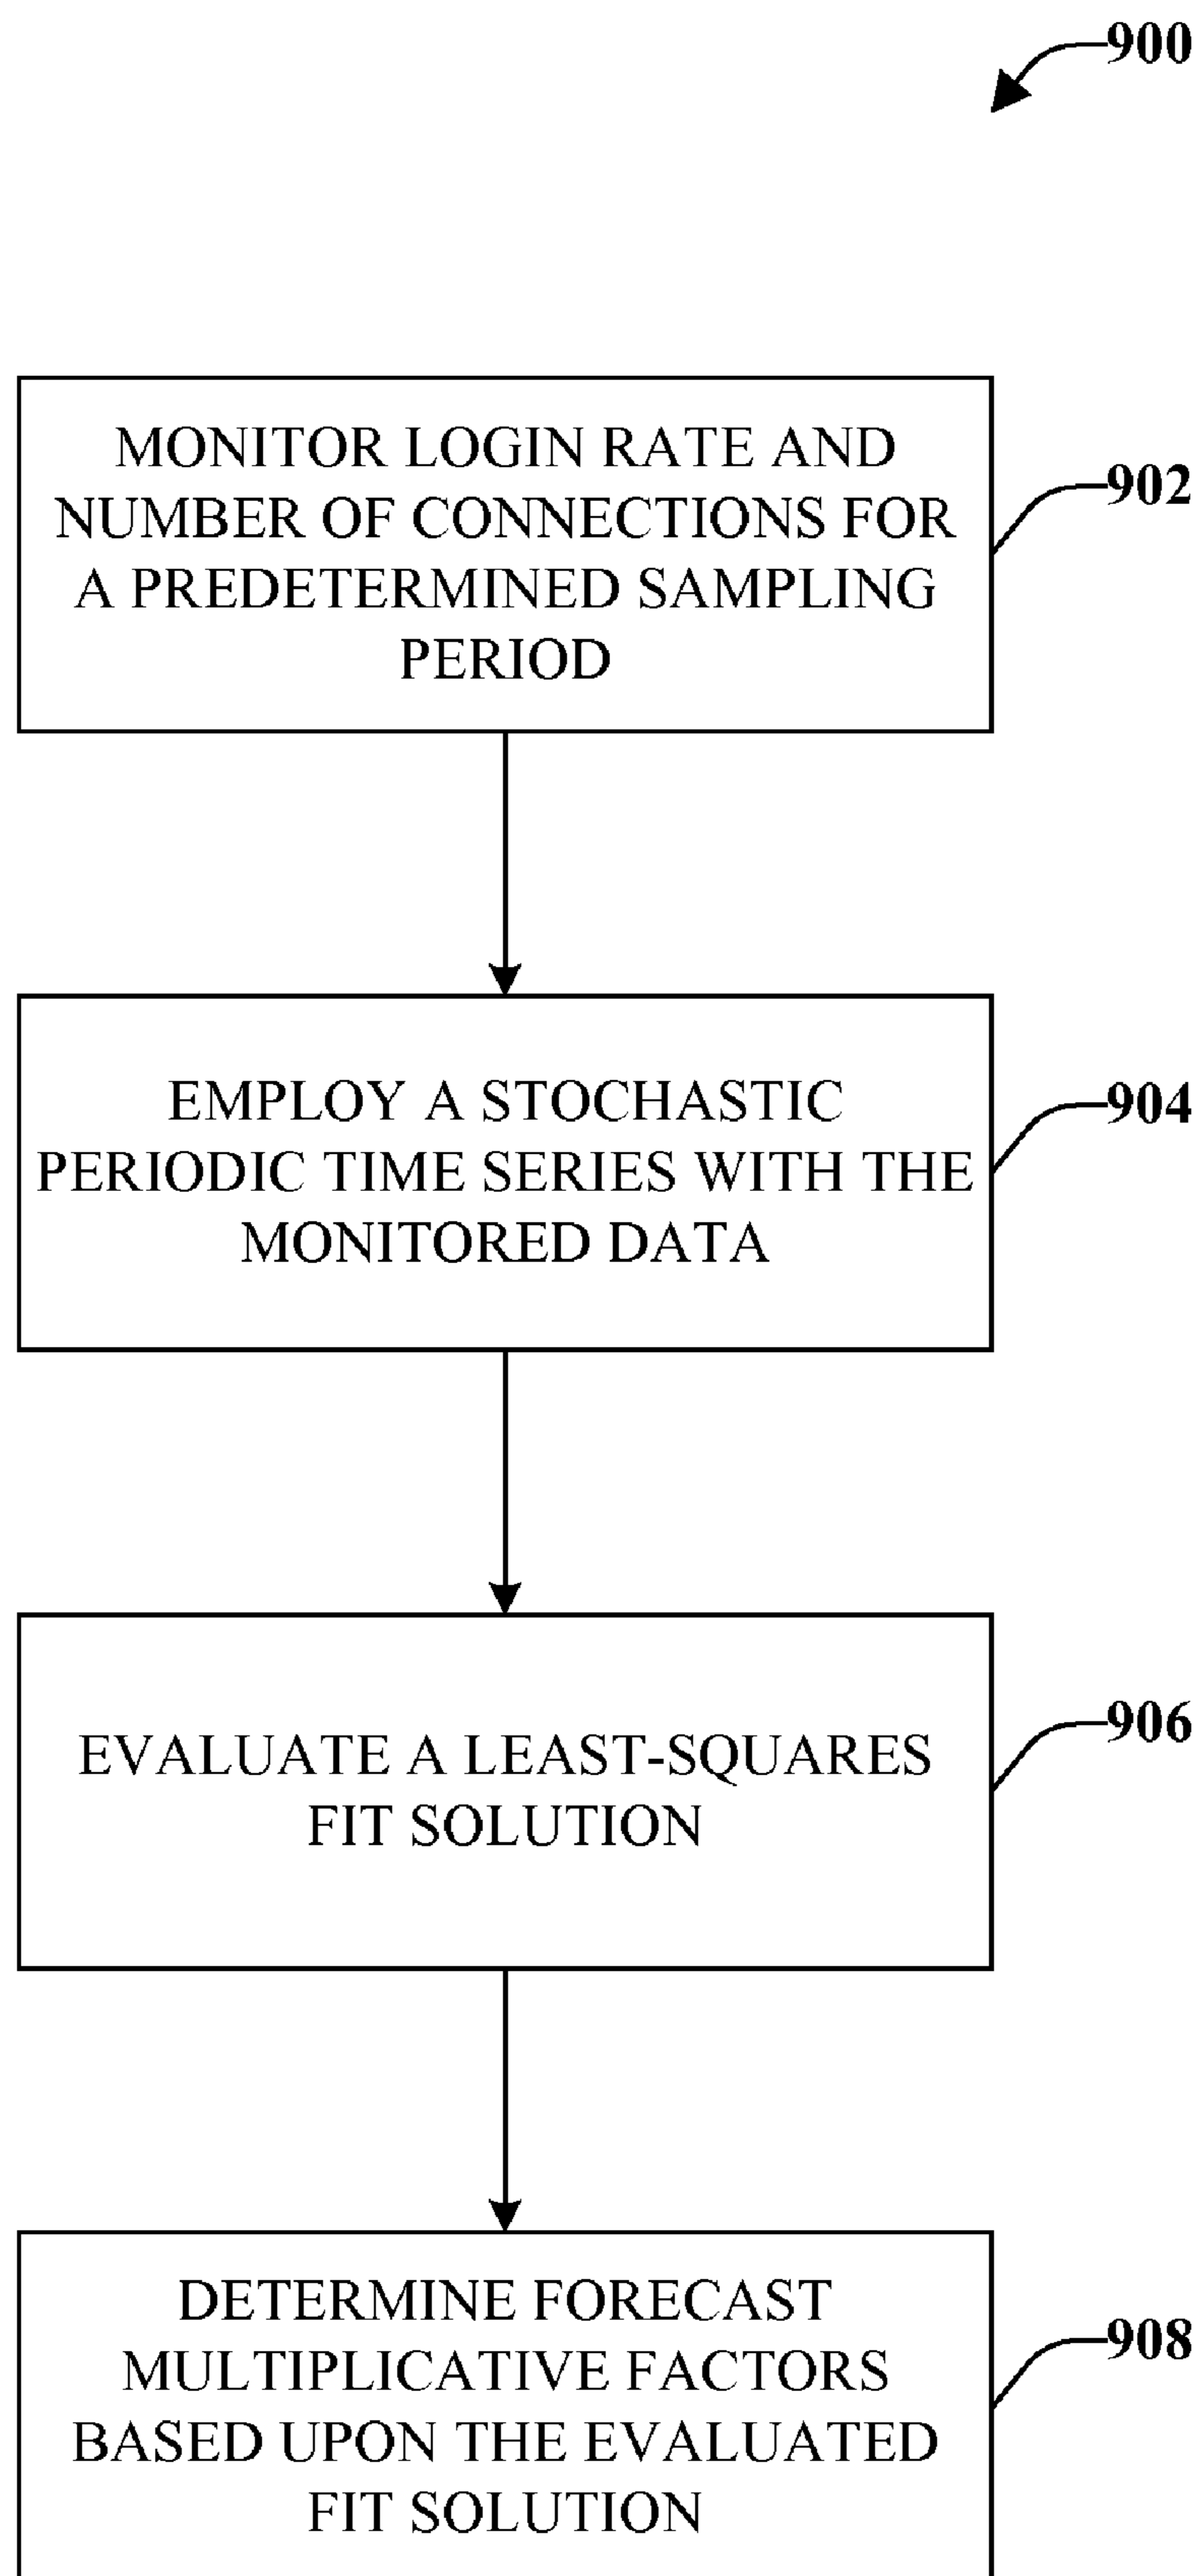 900
MONITOR LOGIN RATE AND
NUMBER OF CONNECTIONS FOR
A PREDETERMINED SAMPLING
PERIOD
902
EMPLOY A STOCHASTIC
PERIODIC TIME SERIES WITH THE
MONITORED DATA
904
EVALUATE A LEAST-SQUARES
FIT SOLUTION
906
DETERMINE FORECAST
MULTIPLICATIVE FACTORS
BASED UPON THE EVALUATED
FIT SOLUTION
908